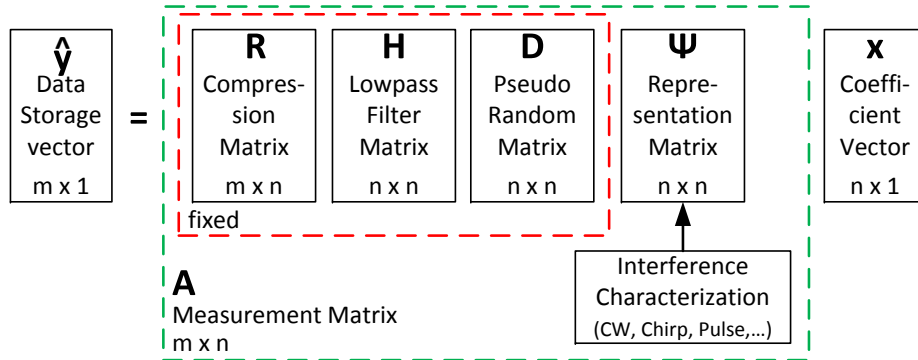 ŷ
Data
Storage
vector
m x 1
=
R
Compres-
sion
Matrix
m x n
H
Lowpass
Filter
Matrix
n x n
D
Pseudo
Random
Matrix
n x n
fixed
Ψ
Repre-
sentation
Matrix
n x n
x
Coeffi-
cient
Vector
n x 1
A
Measurement Matrix
m x n
Interference
Characterization
(CW, Chirp, Pulse,...)